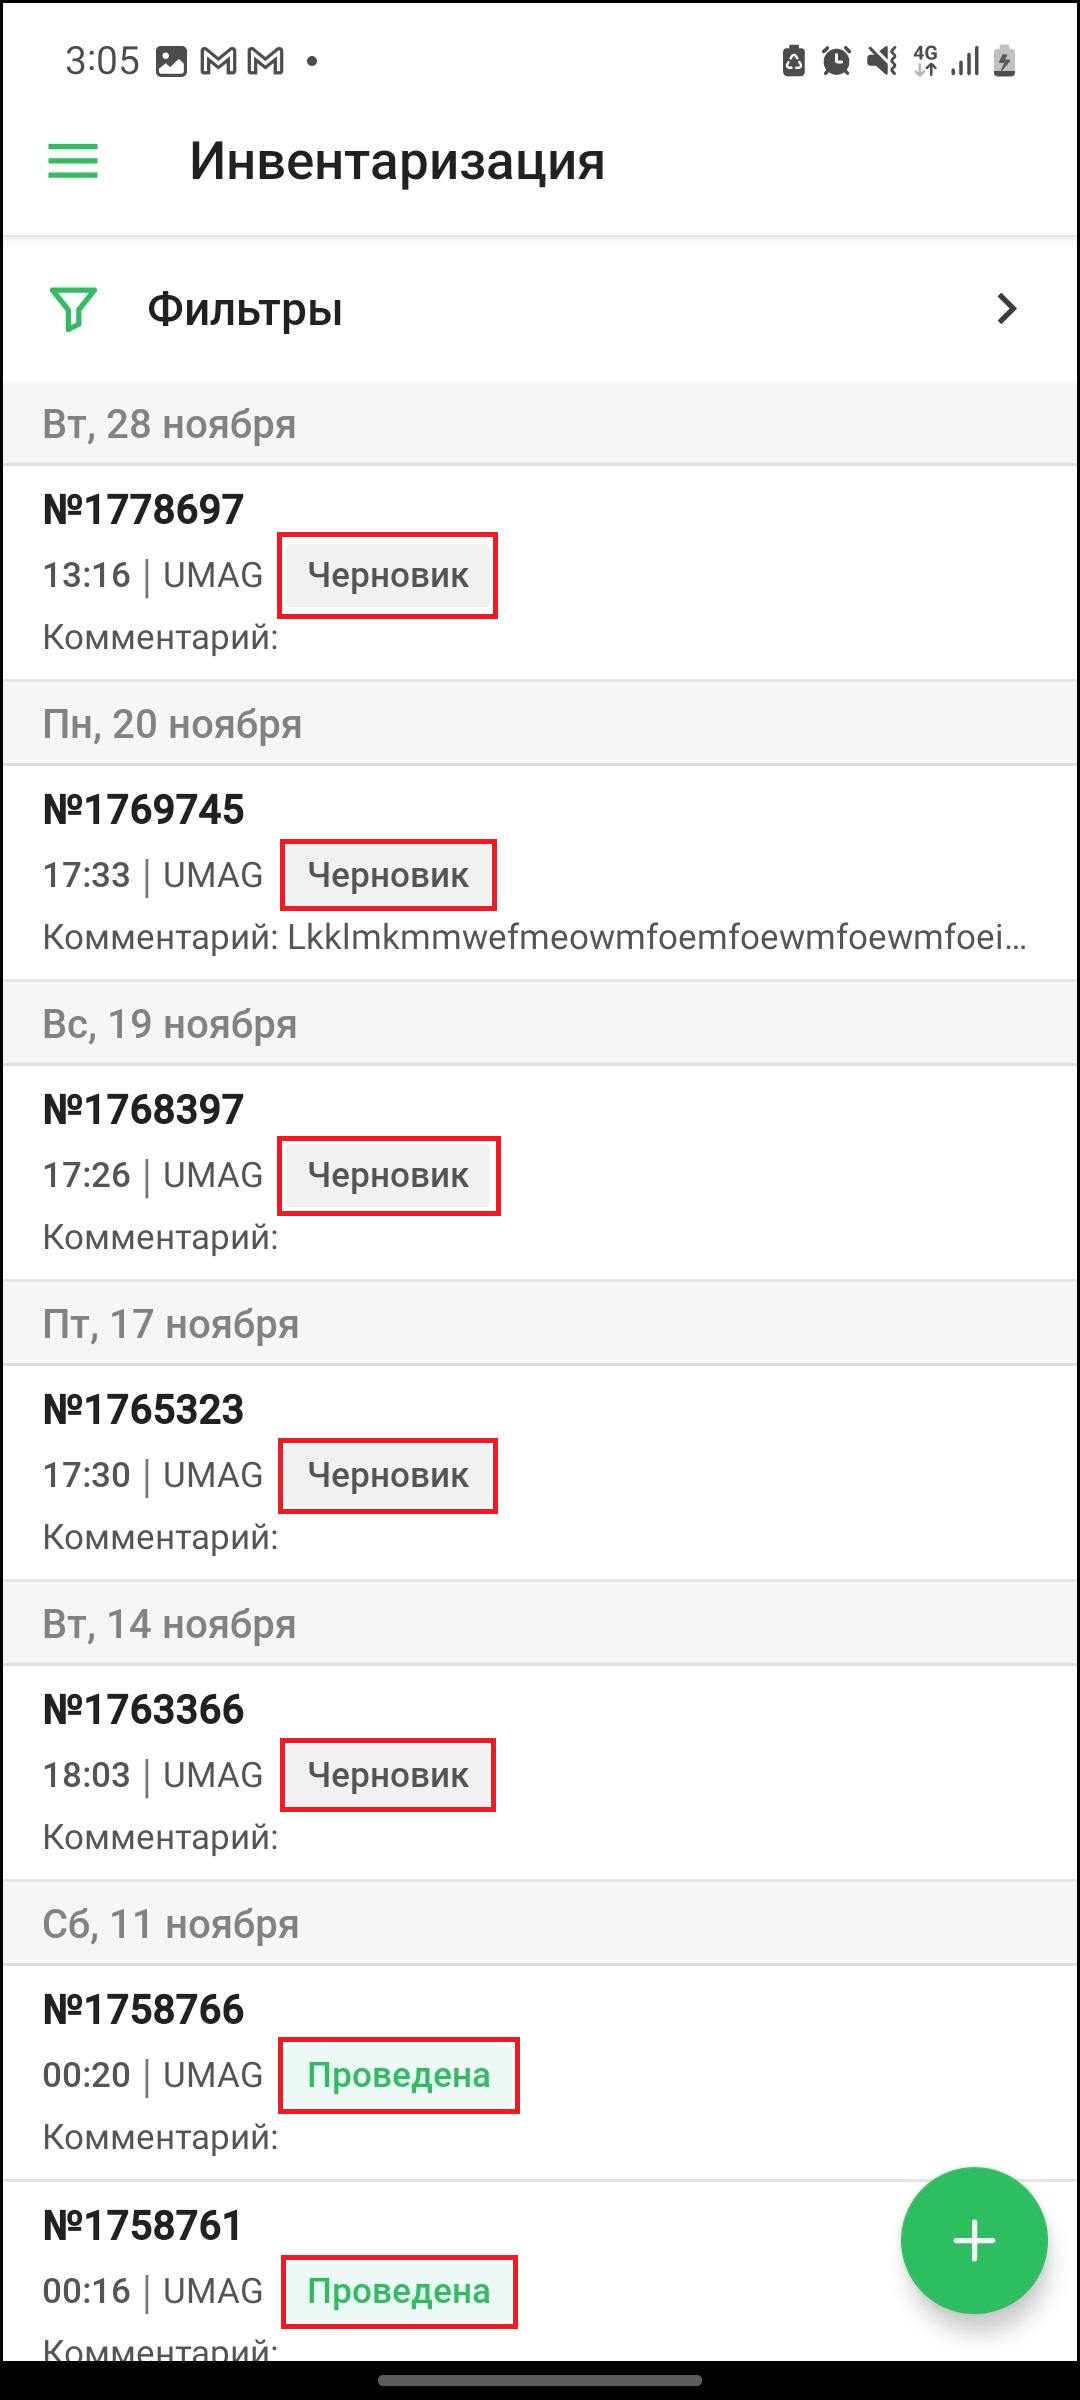 3:05 4G
Инвентаризация
Фильтры
Вт, 28 ноября
№1778697
13:16 | UMAG Черновик
Комментарий:
Пн, 20 ноября
№1769745
17:33 | UMAG Черновик
Комментарий: Lkklmkmmwefmeowmfoemfoewmfoewmfoei...
Вс, 19 ноября
№1768397
17:26 | UMAG Черновик
Комментарий:
Пт, 17 ноября
№1765323
17:30 | UMAG Черновик
Комментарий:
Вт, 14 ноября
№1763366
18:03 | UMAG Черновик
Комментарий:
Сб, 11 ноября
№1758766
00:20 | UMAG Проведена
Комментарий:
№1758761
00:16 | UMAG Проведена
Комментарий: